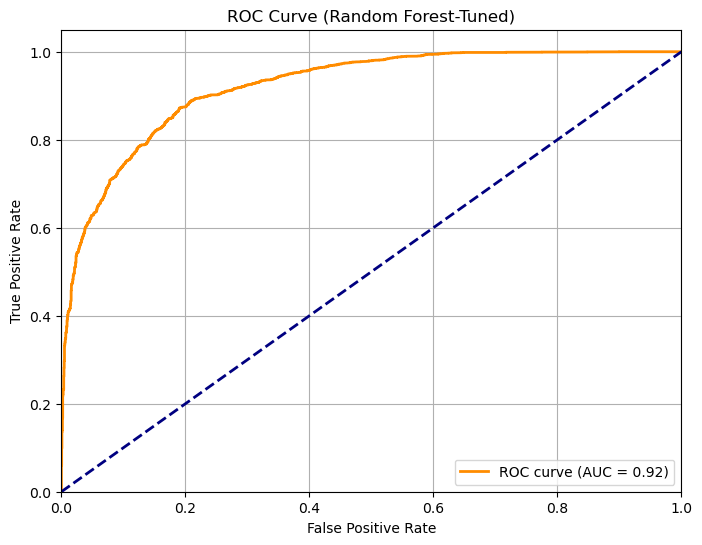 ROC Curve (Random Forest-Tuned)
True Positive Rate
1.0
0.8
0.6
0.4
0.2
0.0
ROC curve (AUC = 0.92)
0.0 0.2 0.4 0.6 0.8 1.0
False Positive Rate